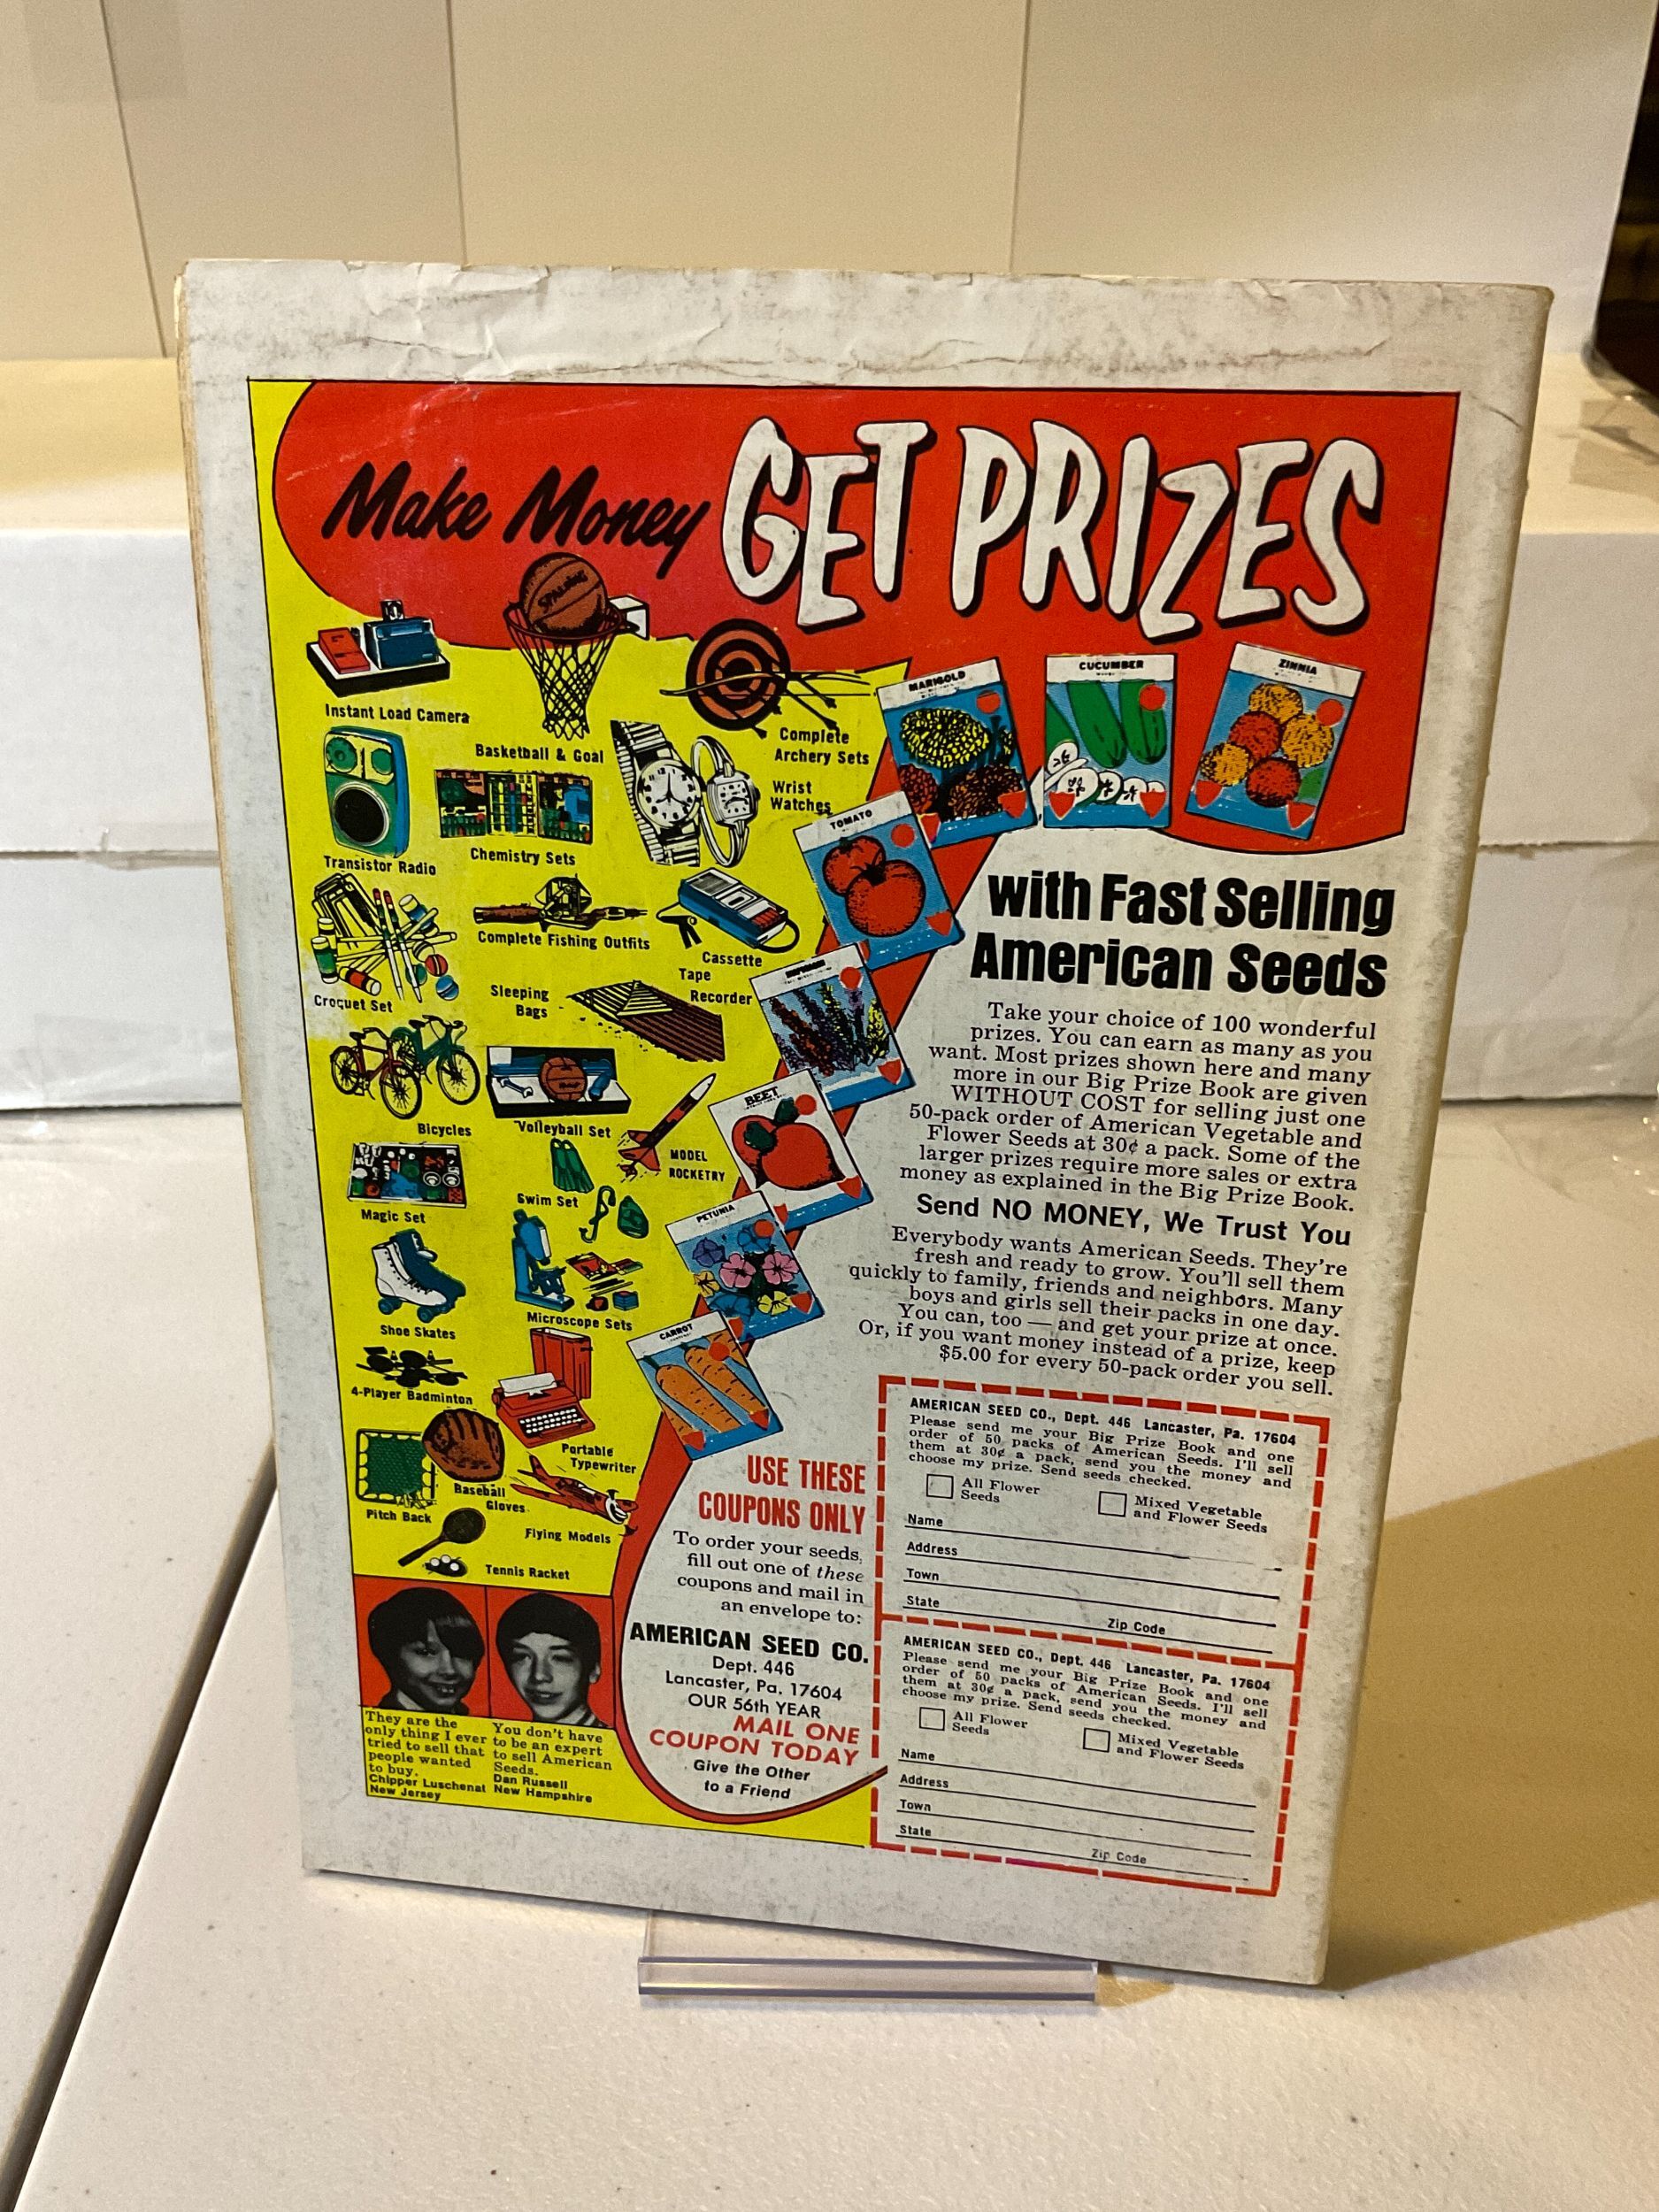 Make Money GET PRIZES
SPALDING
Instant Load Camera
Basketball & Goal
Complete
Archery Sets
Transistor Radio
Chemistry Sets
Wrist
Watches
Croquet Set
Complete Fishing Outfits
Cassette
Tape
Recorder
Sleeping
Bags
Bicycles
Volleyball Set
MODEL
ROCKETRY
Magic Set
Swim Set
Shoe Skates
Microscope Sets
4-Player Badminton
Portable
Typewriter
Pitch Back
Baseball
Gloves
Flying Models
Tennis Racket
MARIGOLD
CUCUMBER
ZINNIA
TOMATO
BEET
PETUNIA
CARROT
with Fast Selling
American Seeds
Take your choice of 100 wonderful
prizes. You can earn as many as you
want. Most prizes shown here and many
more in our Big Prize Book are given
WITHOUT COST for selling just one
50-pack order of American Vegetable and
Flower Seeds at 30¢ a pack. Some of the
larger prizes require more sales or extra
money as explained in the Big Prize Book.
Send NO MONEY, We Trust You
Everybody wants American Seeds. They're
fresh and ready to grow. You'll sell them
quickly to family, friends and neighbors. Many
boys and girls sell their packs in one day.
You can, too — and get your prize at once.
Or, if you want money instead of a prize, keep
$5.00 for every 50-pack order you sell.
USE THESE
COUPONS ONLY
To order your seeds,
fill out one of these
coupons and mail in
an envelope to:
AMERICAN SEED CO.
Dept. 446
Lancaster, Pa. 17604
OUR 56th YEAR
MAIL ONE
COUPON TODAY
Give the Other
to a Friend
They are the
only thing I ever
tried to sell that
people wanted
to buy.
Chipper Luschenat
New Jersey
You don't have
to be an expert
to sell American
Seeds.
Dan Russell
New Hampshire
AMERICAN SEED CO., Dept. 446 Lancaster, Pa. 17604
Please send me your Big Prize Book and one
order of 50 packs of American Seeds. I'll sell
them at 30¢ a pack, send you the money and
choose my prize. Send seeds checked.
All Flower
Seeds
Mixed Vegetable
and Flower Seeds
Name
Address
Town
State Zip Code
AMERICAN SEED CO., Dept. 446 Lancaster, Pa. 17604
Please send me your Big Prize Book and one
order of 50 packs of American Seeds. I'll sell
them at 30¢ a pack, send you the money and
choose my prize. Send seeds checked.
All Flower
Seeds
Mixed Vegetable
and Flower Seeds
Name
Address
Town
State Zip Code